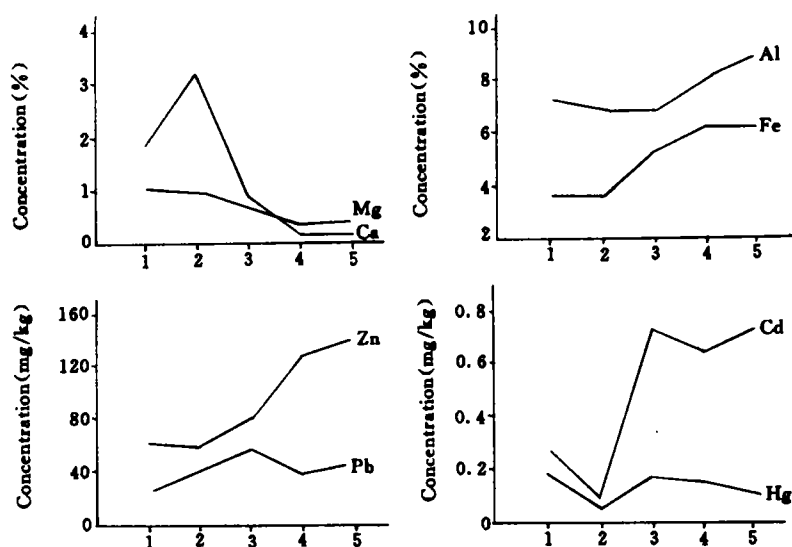 Concentration(%)
4
3
2
1
0
Mg
Ca
1 2 3 4 5
Concentration(%)
10
8
6
4
2
Al
Fe
1 2 3 4 5
Concentration(mg/kg)
160
120
80
40
0
Zn
Pb
1 2 3 4 5
Concentration(mg/kg)
0.8
0.6
0.4
0.2
0
Cd
Hg
1 2 3 4 5